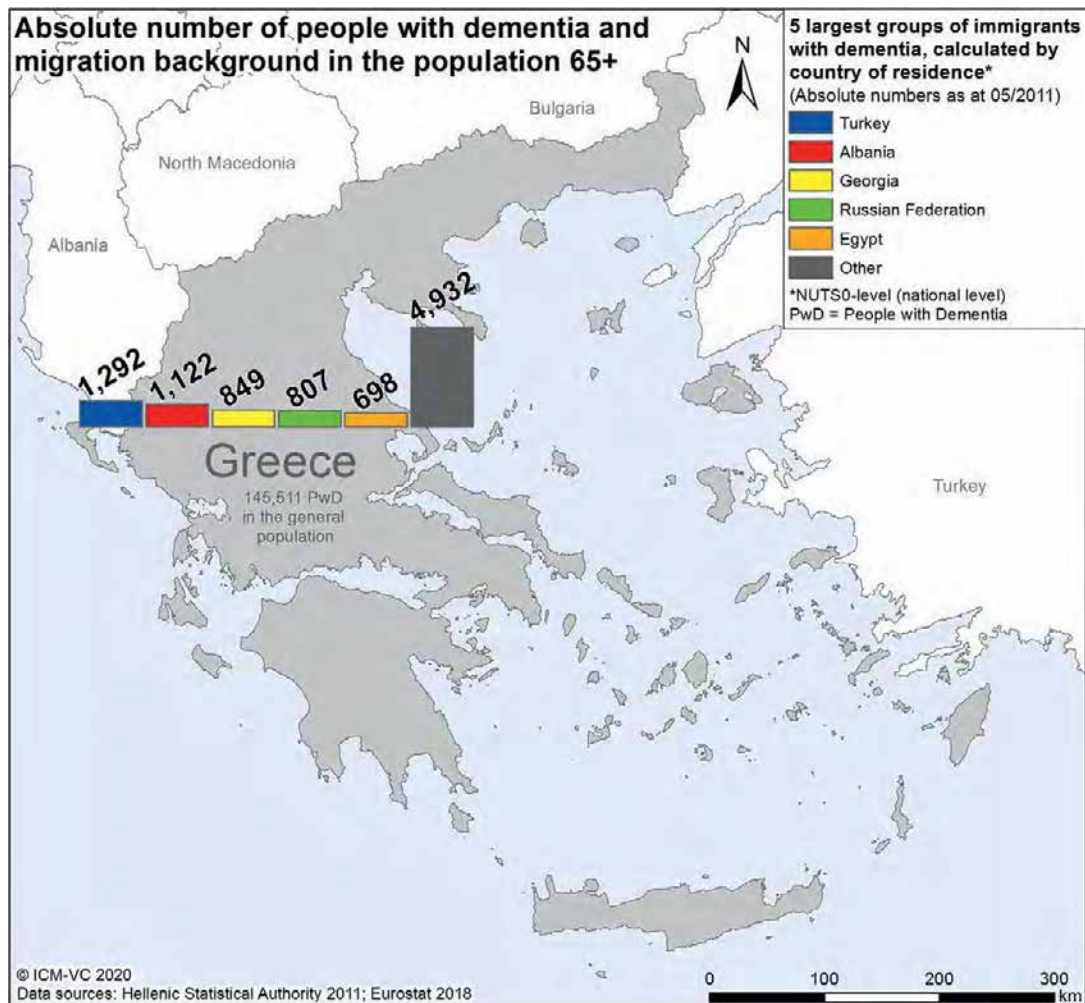 Absolute number of people with dementia and
migration background in the population 65+
5 largest groups of immigrants
with dementia, calculated by
country of residence*
(Absolute numbers as at 05/2011)
Turkey
Albania
Georgia
Russian Federation
Egypt
Other
*NUTS0-level (national level)
PwD = People with Dementia
N
Bulgaria
North Macedonia
Albania
Turkey
1,292
1,122
849
807
698
4,932
Greece
145,511 PwD
in the general
population
© ICM-VC 2020
Data sources: Hellenic Statistical Authority 2011; Eurostat 2018
0 100 200 300
km